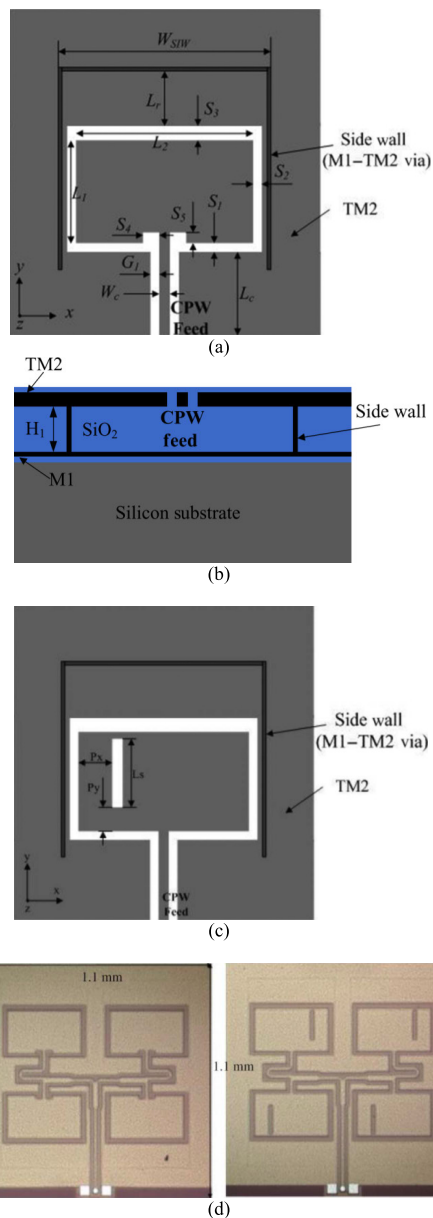 W_SIW
L_r
S_3
L_2
Side wall
(M1−TM2 via)
S_2
L_1
S_4
S_5
S_1
TM2
G_1
W_c
L_c
y
z
x
CPW
Feed
(a)
TM2
H₁
SiO₂
CPW
feed
Side wall
M1
Silicon substrate
(b)
Side wall
(M1−TM2 via)
Px
Ls
Py
TM2
y
x
z
CPW
Feed
(c)
1.1 mm
1.1 mm
(d)